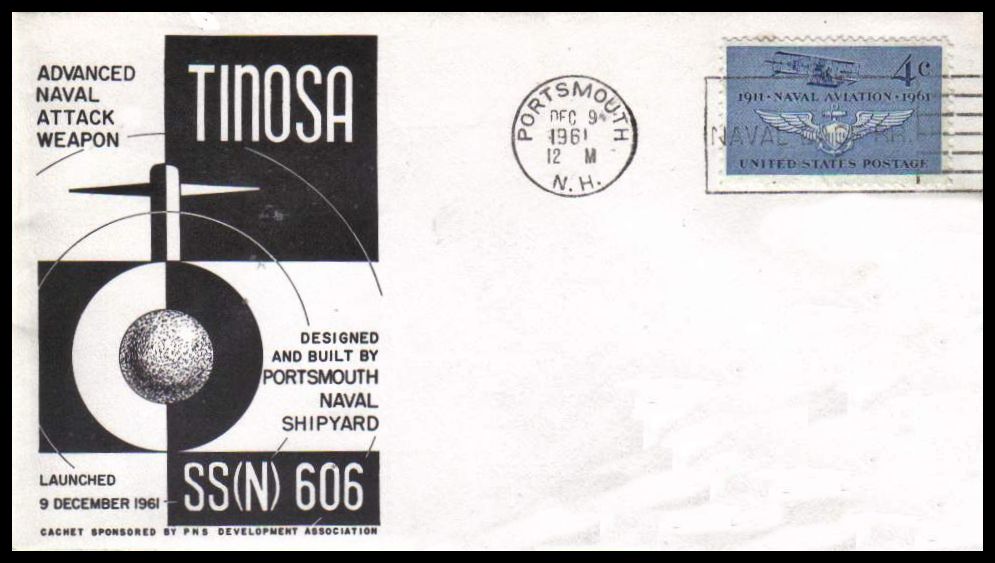 ADVANCED
NAVAL
ATTACK
WEAPON
TINOSA
DESIGNED
AND BUILT BY
PORTSMOUTH
NAVAL
SHIPYARD
LAUNCHED
9 DECEMBER 1961
SS(N) 606
CACHET SPONSORED BY PNS DEVELOPMENT ASSOCIATION
PORTSMOUTH
DEC 9
1961
12 M
N.H.
4c
1911 · NAVAL AVIATION · 1961
NAVAL
UNITED STATES POSTAGE